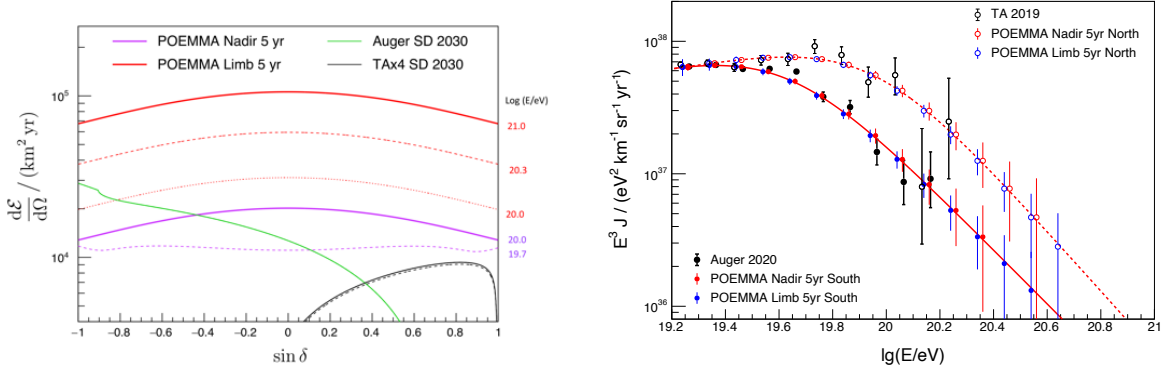 POEMMA Nadir 5 yr
POEMMA Limb 5 yr
Auger SD 2030
TAx4 SD 2030
Log (E/eV)
21.0
20.3
20.0
20.0
19.7
10⁵
10⁴
dℰ/dΩ / (km² yr)
−1 −0.8 −0.6 −0.4 −0.2 0 0.2 0.4 0.6 0.8 1
sin δ
TA 2019
POEMMA Nadir 5yr North
POEMMA Limb 5yr North
10³⁸
10³⁷
10³⁶
E³ J / (eV² km⁻¹ sr⁻¹ yr⁻¹)
Auger 2020
POEMMA Nadir 5yr South
POEMMA Limb 5yr South
19.2 19.4 19.6 19.8 20 20.2 20.4 20.6 20.8 21
lg(E/eV)